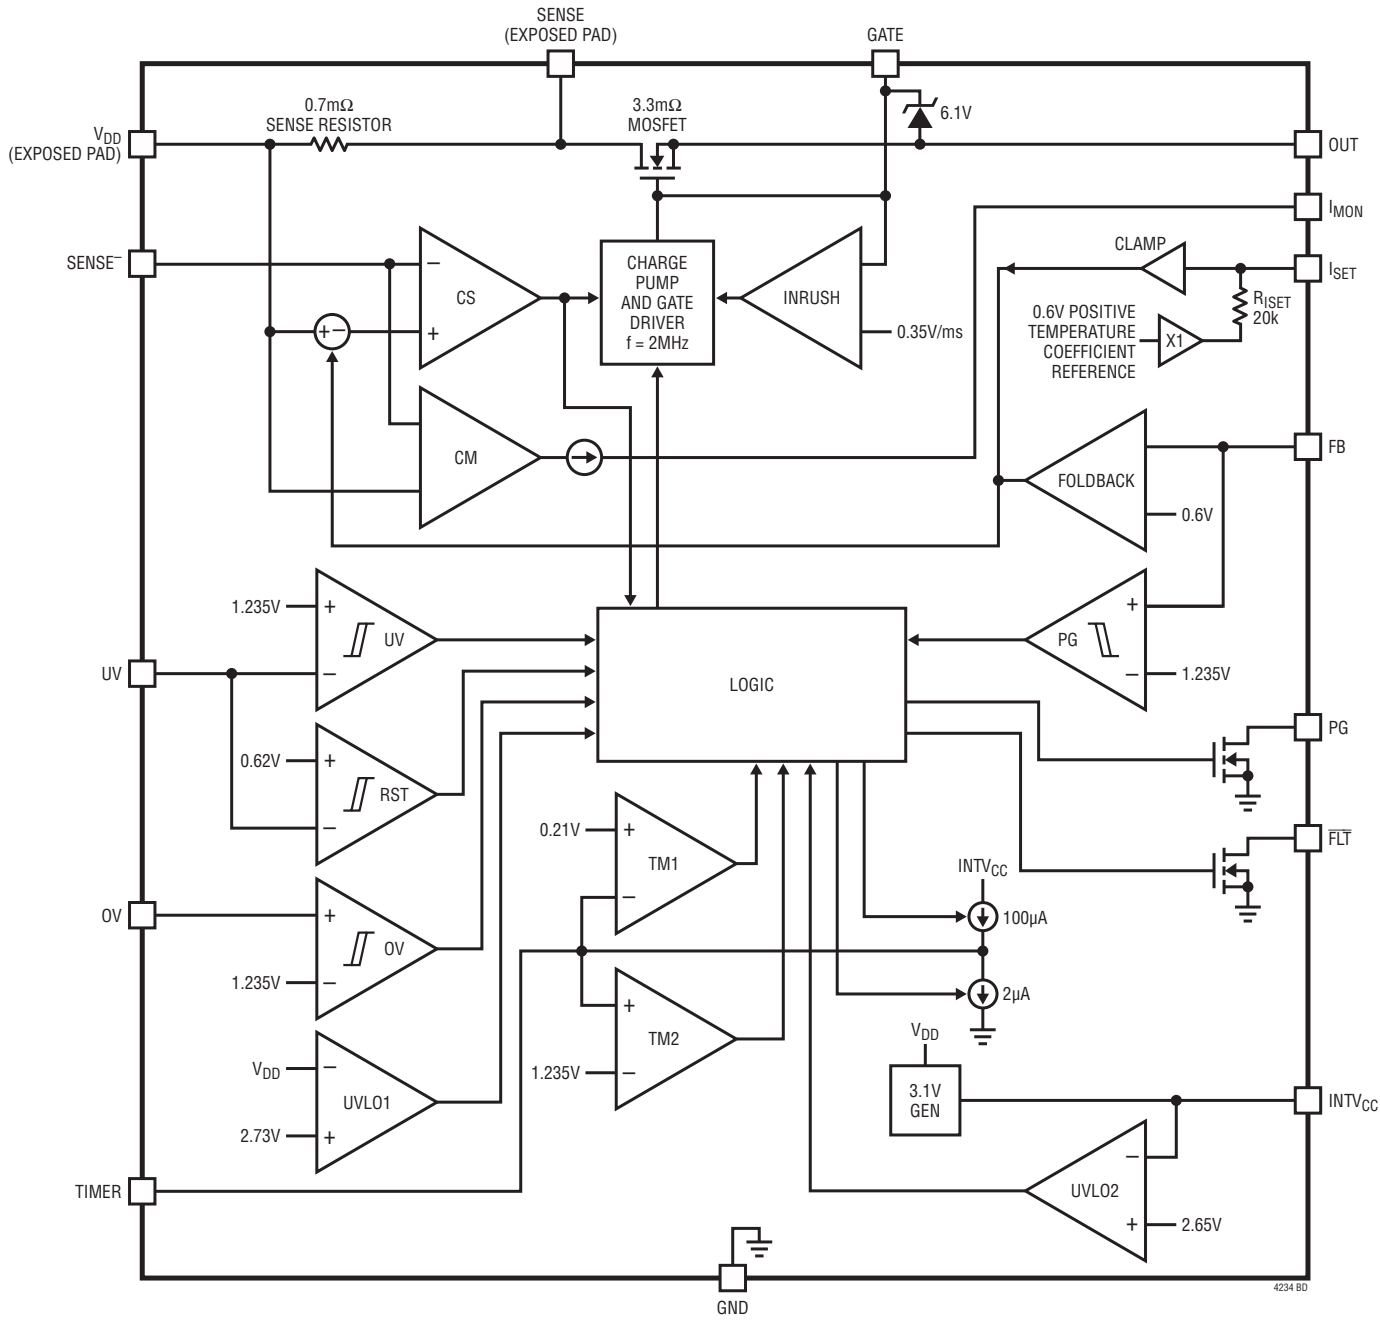 SENSE
(EXPOSED PAD)
GATE
0.7mΩ
SENSE RESISTOR
3.3mΩ
MOSFET
6.1V
VDD
(EXPOSED PAD)
OUT
IMON
SENSE–
–
CS
+
+–
CHARGE
PUMP
AND GATE
DRIVER
f = 2MHz
INRUSH
0.35V/ms
CLAMP
ISET
RISET
20k
0.6V POSITIVE
TEMPERATURE
COEFFICIENT
REFERENCE
X1
CM
FOLDBACK
FB
0.6V
1.235V
+
UV
–
UV
LOGIC
+
PG
–
1.235V
PG
0.62V
+
RST
–
0.21V
+
TM1
–
FLT
INTVCC
100µA
OV
+
OV
1.235V
–
2µA
+
TM2
1.235V
–
VDD
3.1V
GEN
INTVCC
VDD
–
UVLO1
2.73V
+
–
UVLO2
+
2.65V
TIMER
GND
4234 BD